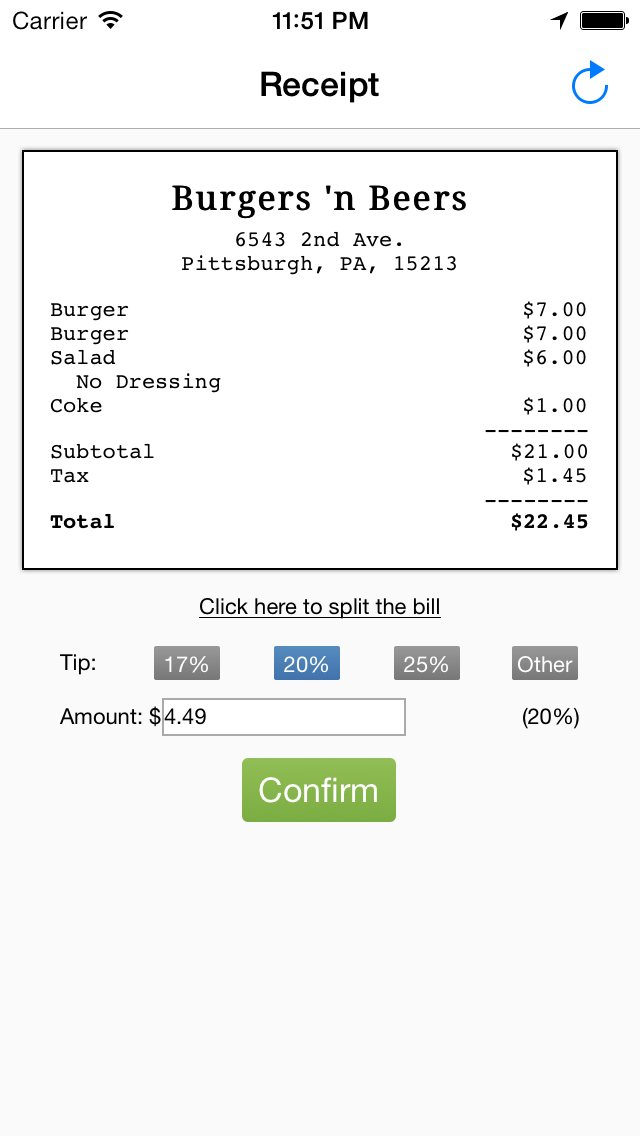 Carrier 11:51 PM
Receipt
Burgers 'n Beers
6543 2nd Ave.
Pittsburgh, PA, 15213
Burger $7.00
Burger $7.00
Salad $6.00
No Dressing
Coke $1.00
--------
Subtotal $21.00
Tax $1.45
--------
Total $22.45
Click here to split the bill
Tip: 17% 20% 25% Other
Amount: $4.49 (20%)
Confirm